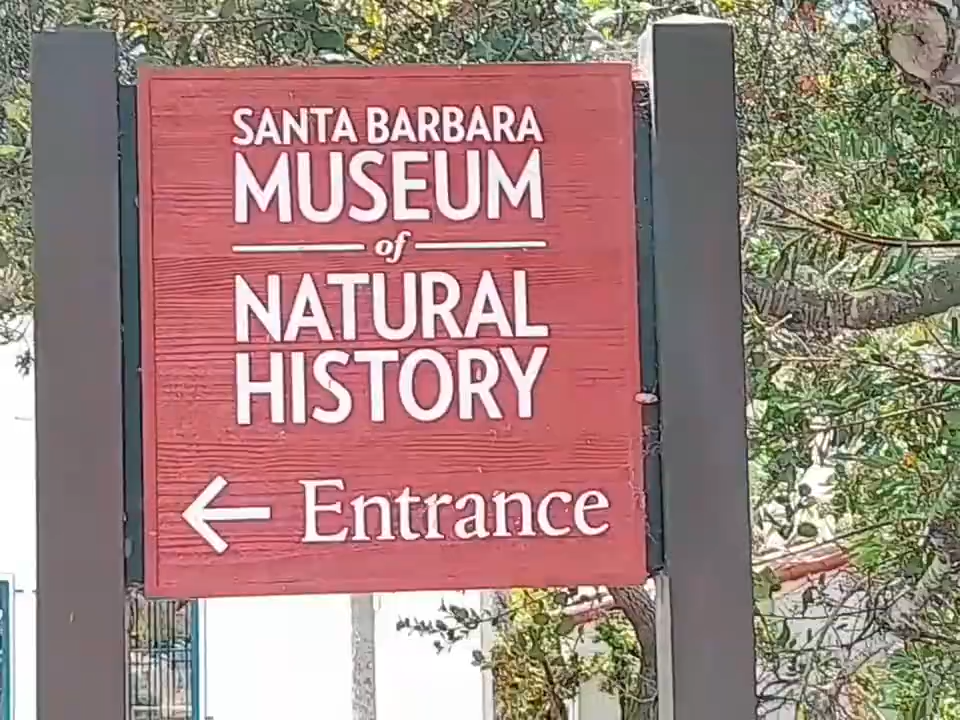 SANTA BARBARA
MUSEUM
of
NATURAL
HISTORY
← Entrance